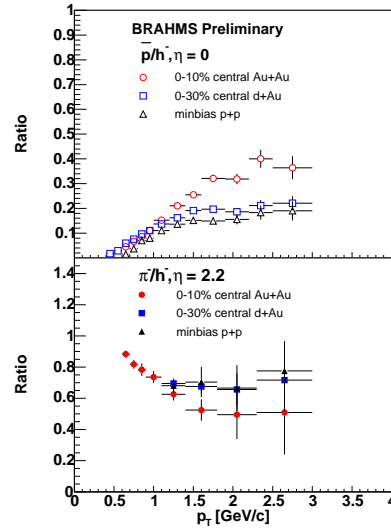 BRAHMS Preliminary
p̅/h⁻, η = 0
0-10% central Au+Au
0-30% central d+Au
minbias p+p
Ratio
1
0.9
0.8
0.7
0.6
0.5
0.4
0.3
0.2
0.1
π⁻/h⁻, η = 2.2
0-10% central Au+Au
0-30% central d+Au
minbias p+p
Ratio
1.4
1.2
1
0.8
0.6
0.4
0.2
0
0 0.5 1 1.5 2 2.5 3 3.5 4
p_T [GeV/c]